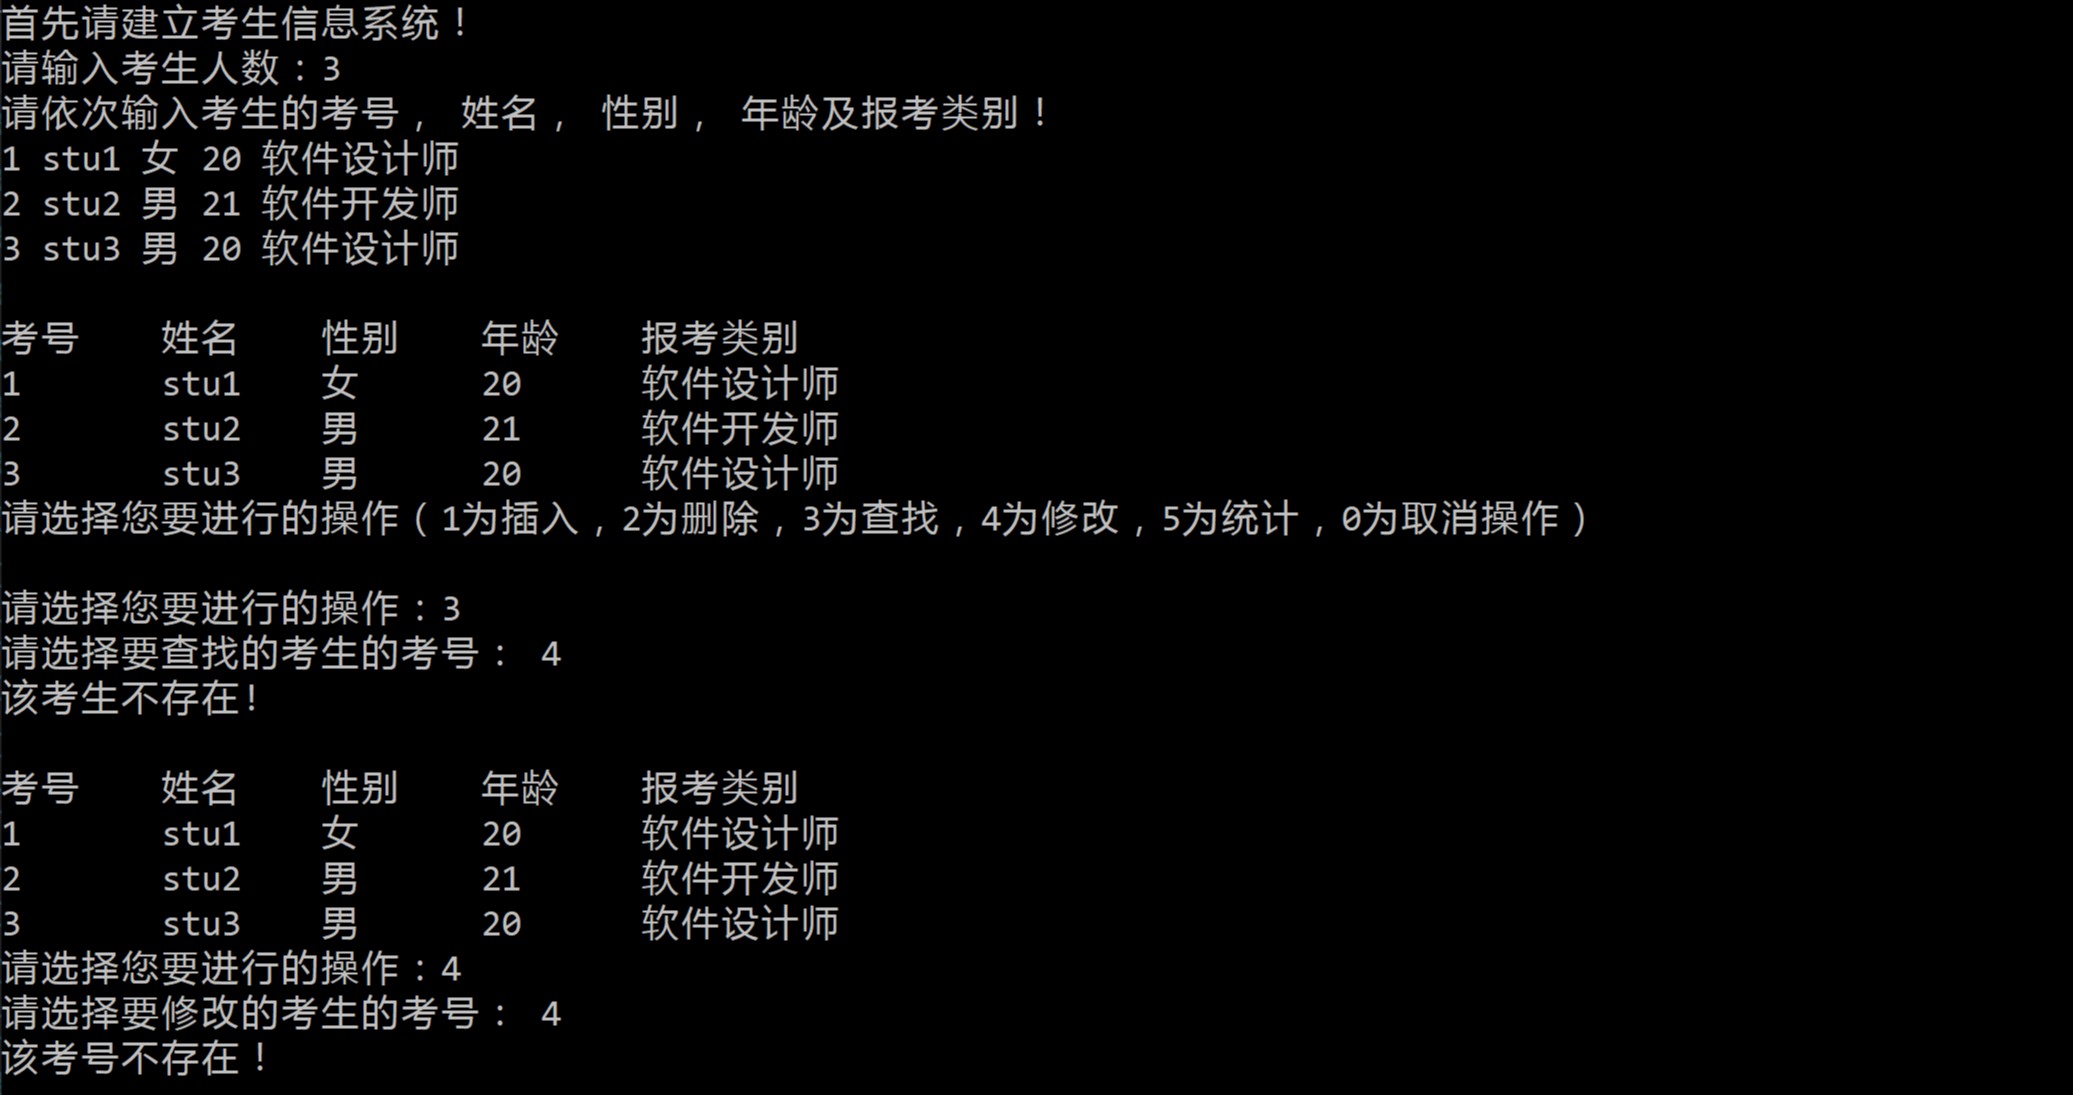 首先请建立考生信息系统！
请输入考生人数：3
请依次输入考生的考号， 姓名， 性别， 年龄及报考类别！
1 stu1 女 20 软件设计师
2 stu2 男 21 软件开发师
3 stu3 男 20 软件设计师
考号 姓名 性别 年龄 报考类别
1 stu1 女 20 软件设计师
2 stu2 男 21 软件开发师
3 stu3 男 20 软件设计师
请选择您要进行的操作（1为插入，2为删除，3为查找，4为修改，5为统计，0为取消操作）
请选择您要进行的操作：3
请选择要查找的考生的考号： 4
该考生不存在!
考号 姓名 性别 年龄 报考类别
1 stu1 女 20 软件设计师
2 stu2 男 21 软件开发师
3 stu3 男 20 软件设计师
请选择您要进行的操作：4
请选择要修改的考生的考号： 4
该考号不存在！